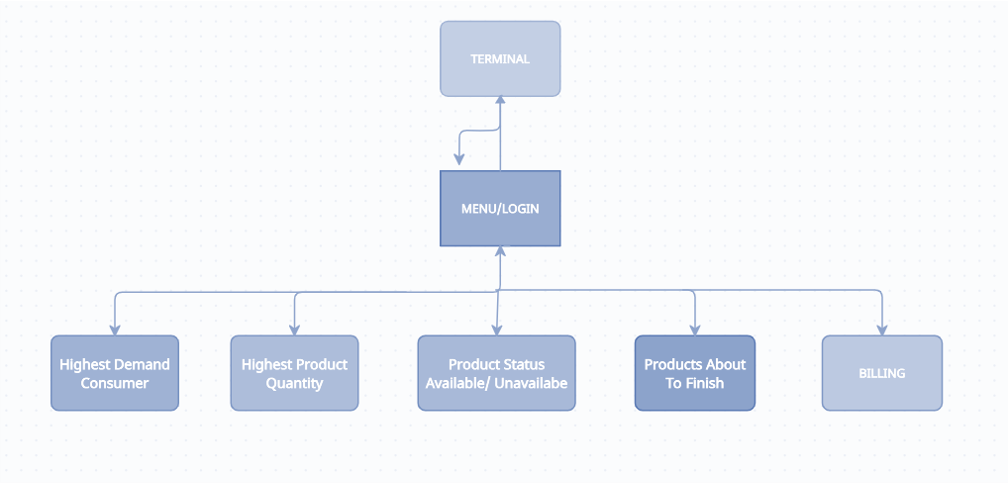 TERMINAL
MENU/LOGIN
Highest Demand
Consumer
Highest Product
Quantity
Product Status
Available/ Unavailabe
Products About
To Finish
BILLING